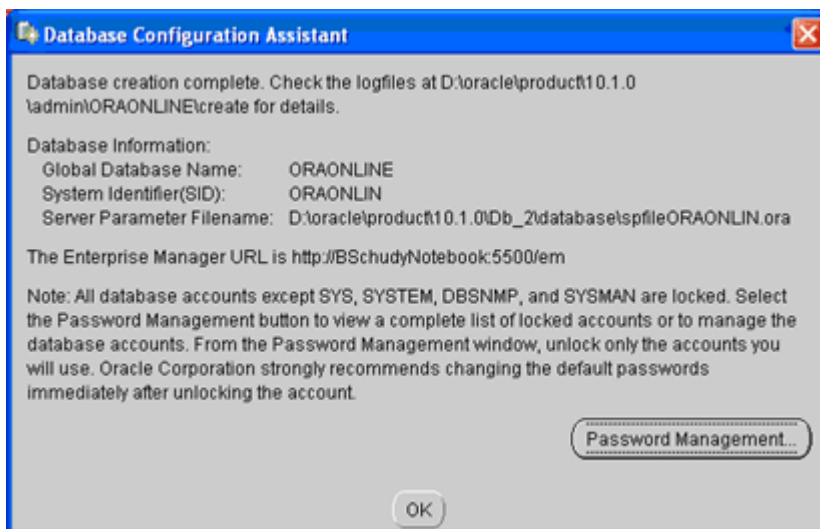 Database Configuration Assistant
Database creation complete. Check the logfiles at D:\oracle\product\10.1.0
\admin\ORAONLINE\create for details.
Database Information:
Global Database Name: ORAONLINE
System Identifier(SID): ORAONLIN
Server Parameter Filename: D:\oracle\product\10.1.0\Db_2\database\spfileORAONLIN.ora
The Enterprise Manager URL is http://BSchudyNotebook:5500/em
Note: All database accounts except SYS, SYSTEM, DBSNMP, and SYSMAN are locked. Select
the Password Management button to view a complete list of locked accounts or to manage the
database accounts. From the Password Management window, unlock only the accounts you
will use. Oracle Corporation strongly recommends changing the default passwords
immediately after unlocking the account.
Password Management...
OK